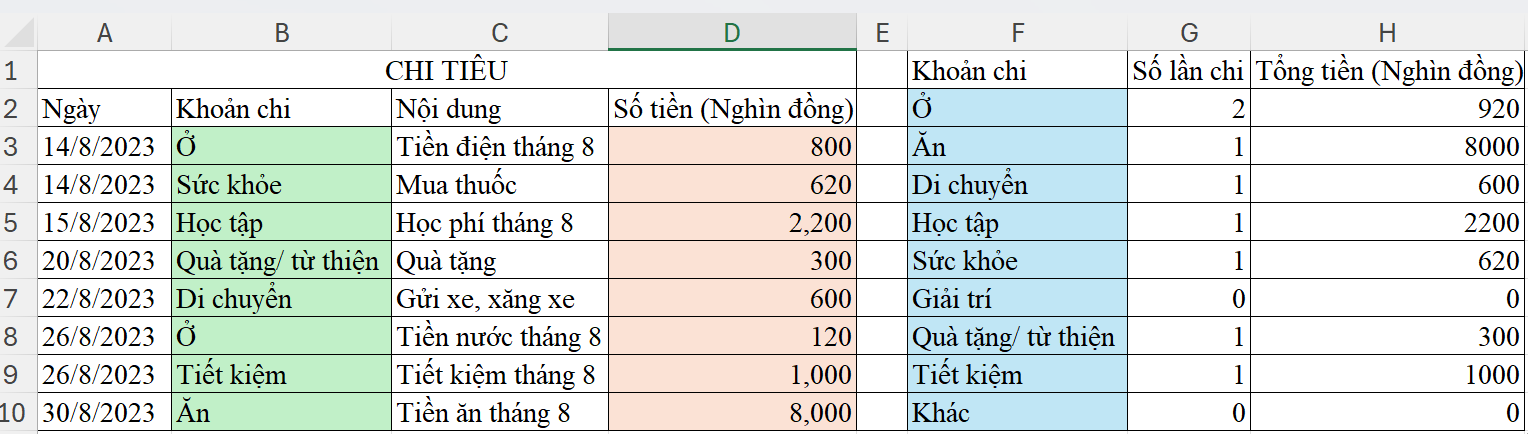 A B C D E F G H
1 CHI TIÊU Khoản chi Số lần chi Tổng tiền (Nghìn đồng)
2 Ngày Khoản chi Nội dung Số tiền (Nghìn đồng) Ở 2 920
3 14/8/2023 Ở Tiền điện tháng 8 800 Ăn 1 8000
4 14/8/2023 Sức khỏe Mua thuốc 620 Di chuyển 1 600
5 15/8/2023 Học tập Học phí tháng 8 2,200 Học tập 1 2200
6 20/8/2023 Quà tặng/ từ thiện Quà tặng 300 Sức khỏe 1 620
7 22/8/2023 Di chuyển Gửi xe, xăng xe 600 Giải trí 0 0
8 26/8/2023 Ở Tiền nước tháng 8 120 Quà tặng/ từ thiện 1 300
9 26/8/2023 Tiết kiệm Tiết kiệm tháng 8 1,000 Tiết kiệm 1 1000
10 30/8/2023 Ăn Tiền ăn tháng 8 8,000 Khác 0 0